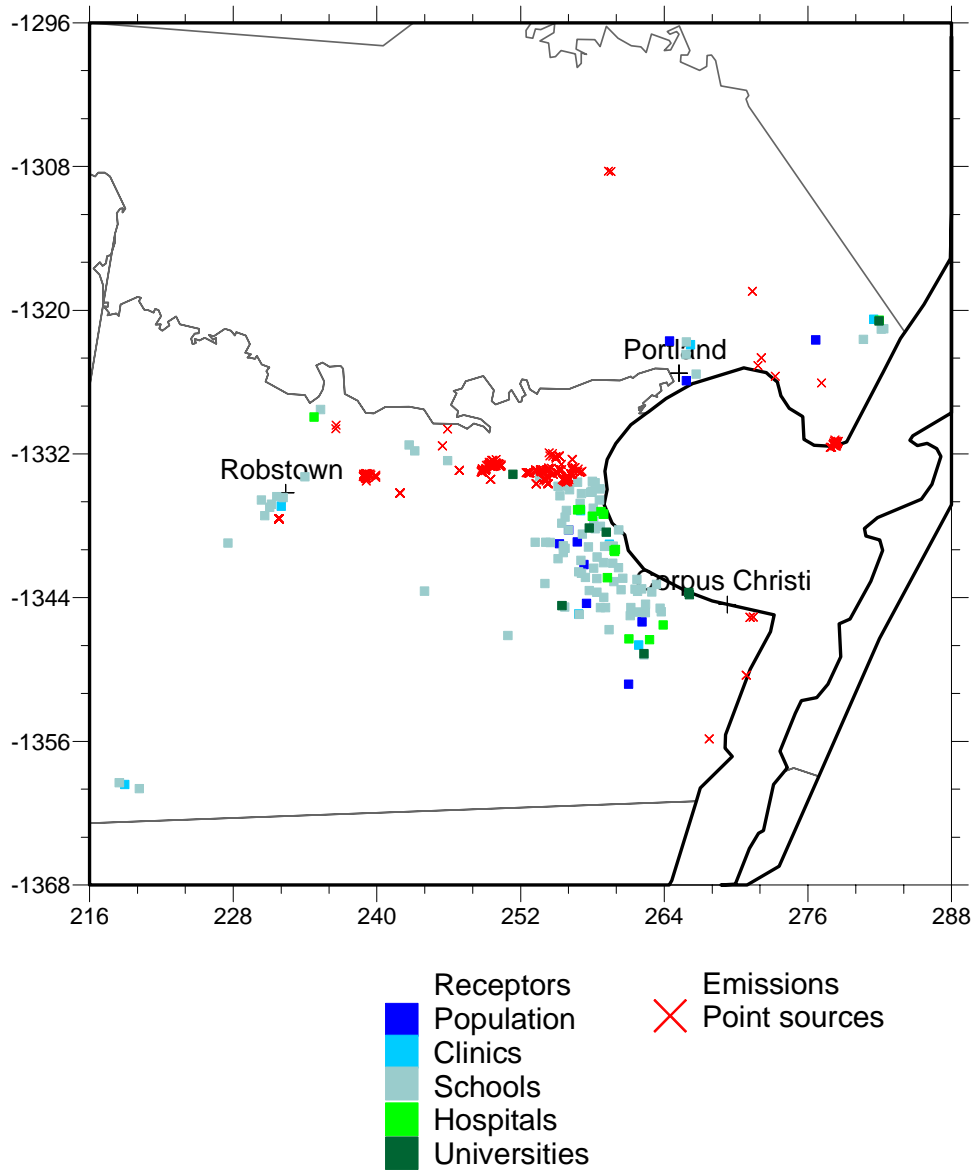 -1296
-1308
-1320
Portland
-1332
Robstown
Corpus Christi
-1344
-1356
-1368
216 228 240 252 264 276 288
Receptors Emissions
Population Point sources
Clinics
Schools
Hospitals
Universities